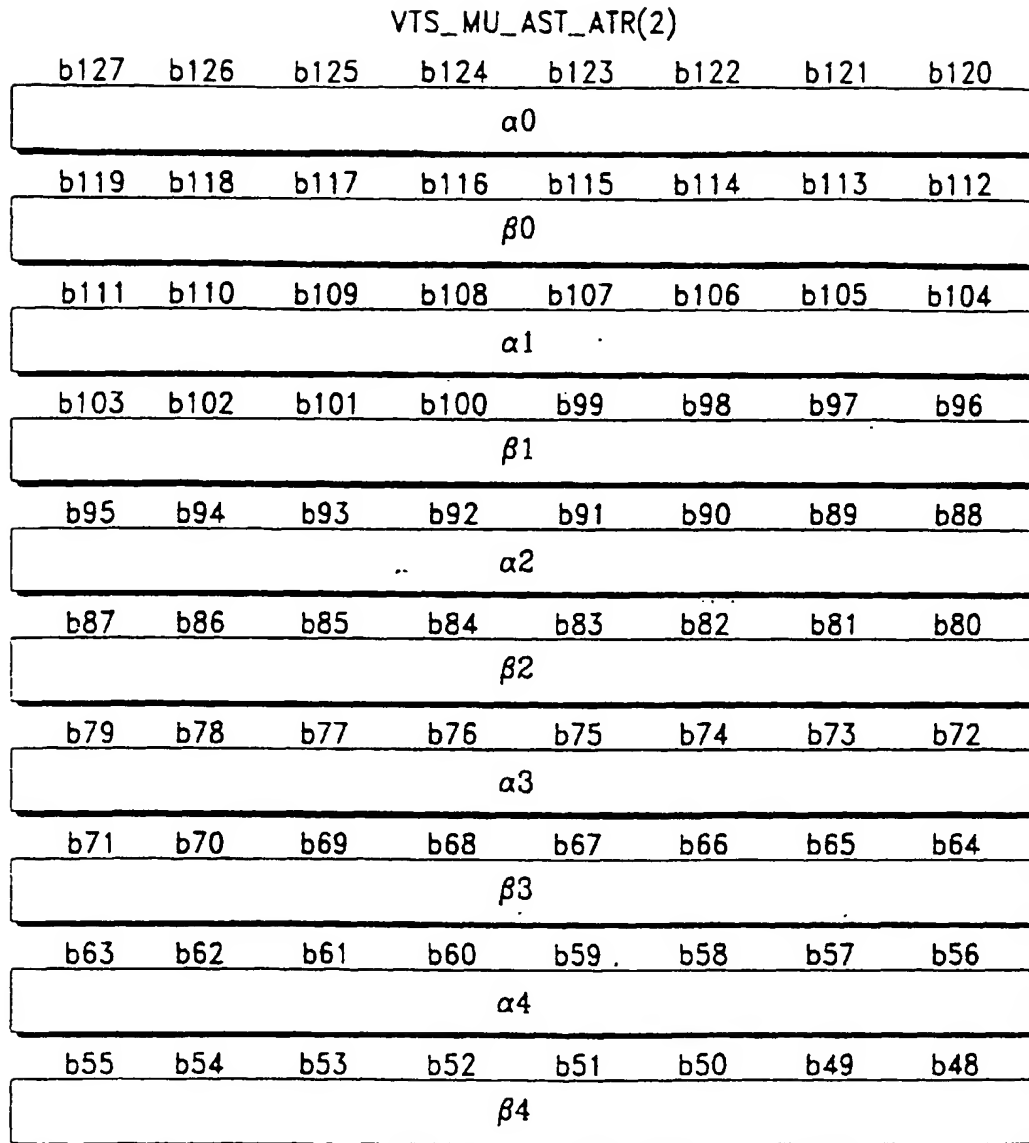 VTS_MU_AST_ATR(2)
b127 b126 b125 b124 b123 b122 b121 b120
α0
b119 b118 b117 b116 b115 b114 b113 b112
β0
b111 b110 b109 b108 b107 b106 b105 b104
α1
b103 b102 b101 b100 b99 b98 b97 b96
β1
b95 b94 b93 b92 b91 b90 b89 b88
α2
b87 b86 b85 b84 b83 b82 b81 b80
β2
b79 b78 b77 b76 b75 b74 b73 b72
α3
b71 b70 b69 b68 b67 b66 b65 b64
β3
b63 b62 b61 b60 b59 b58 b57 b56
α4
b55 b54 b53 b52 b51 b50 b49 b48
β4